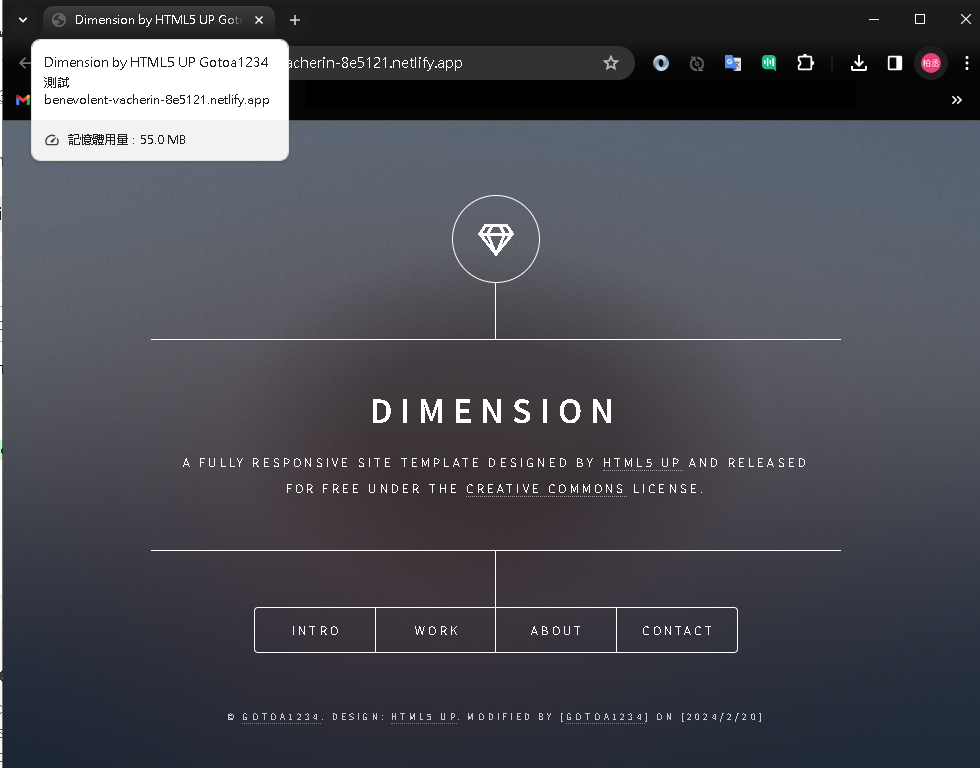 Dimension by HTML5 UP Goto
Dimension by HTML5 UP Gotoa1234
測試
benevolent-vacherin-8e5121.netlify.app
acherin-8e5121.netlify.app
柏丞
記憶體用量：55.0 MB
DIMENSION
A FULLY RESPONSIVE SITE TEMPLATE DESIGNED BY HTML5 UP AND RELEASED
FOR FREE UNDER THE CREATIVE COMMONS LICENSE.
INTRO
WORK
ABOUT
CONTACT
© GOTOA1234. DESIGN: HTML5 UP. MODIFIED BY [GOTOA1234] ON [2024/2/20]